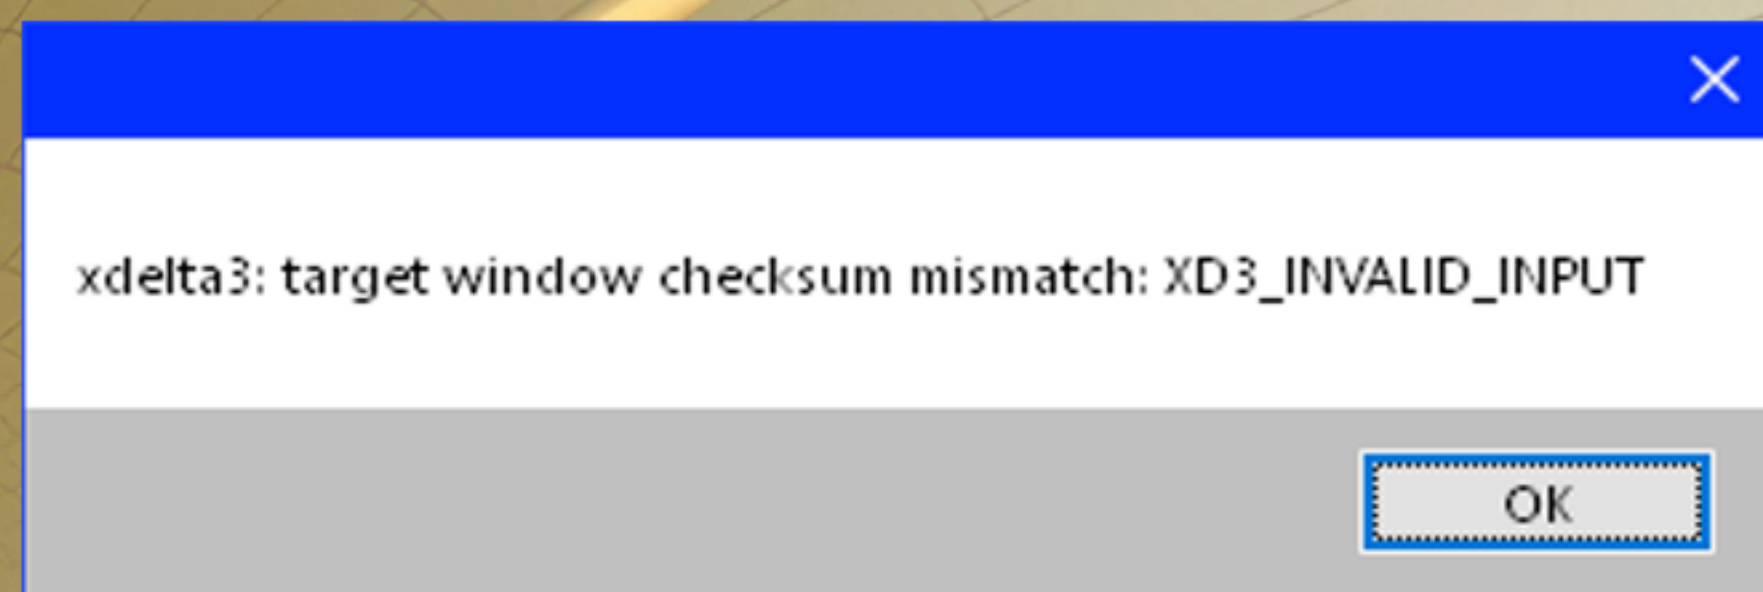 xdelta3: target window checksum mismatch: XD3_INVALID_INPUT
OK